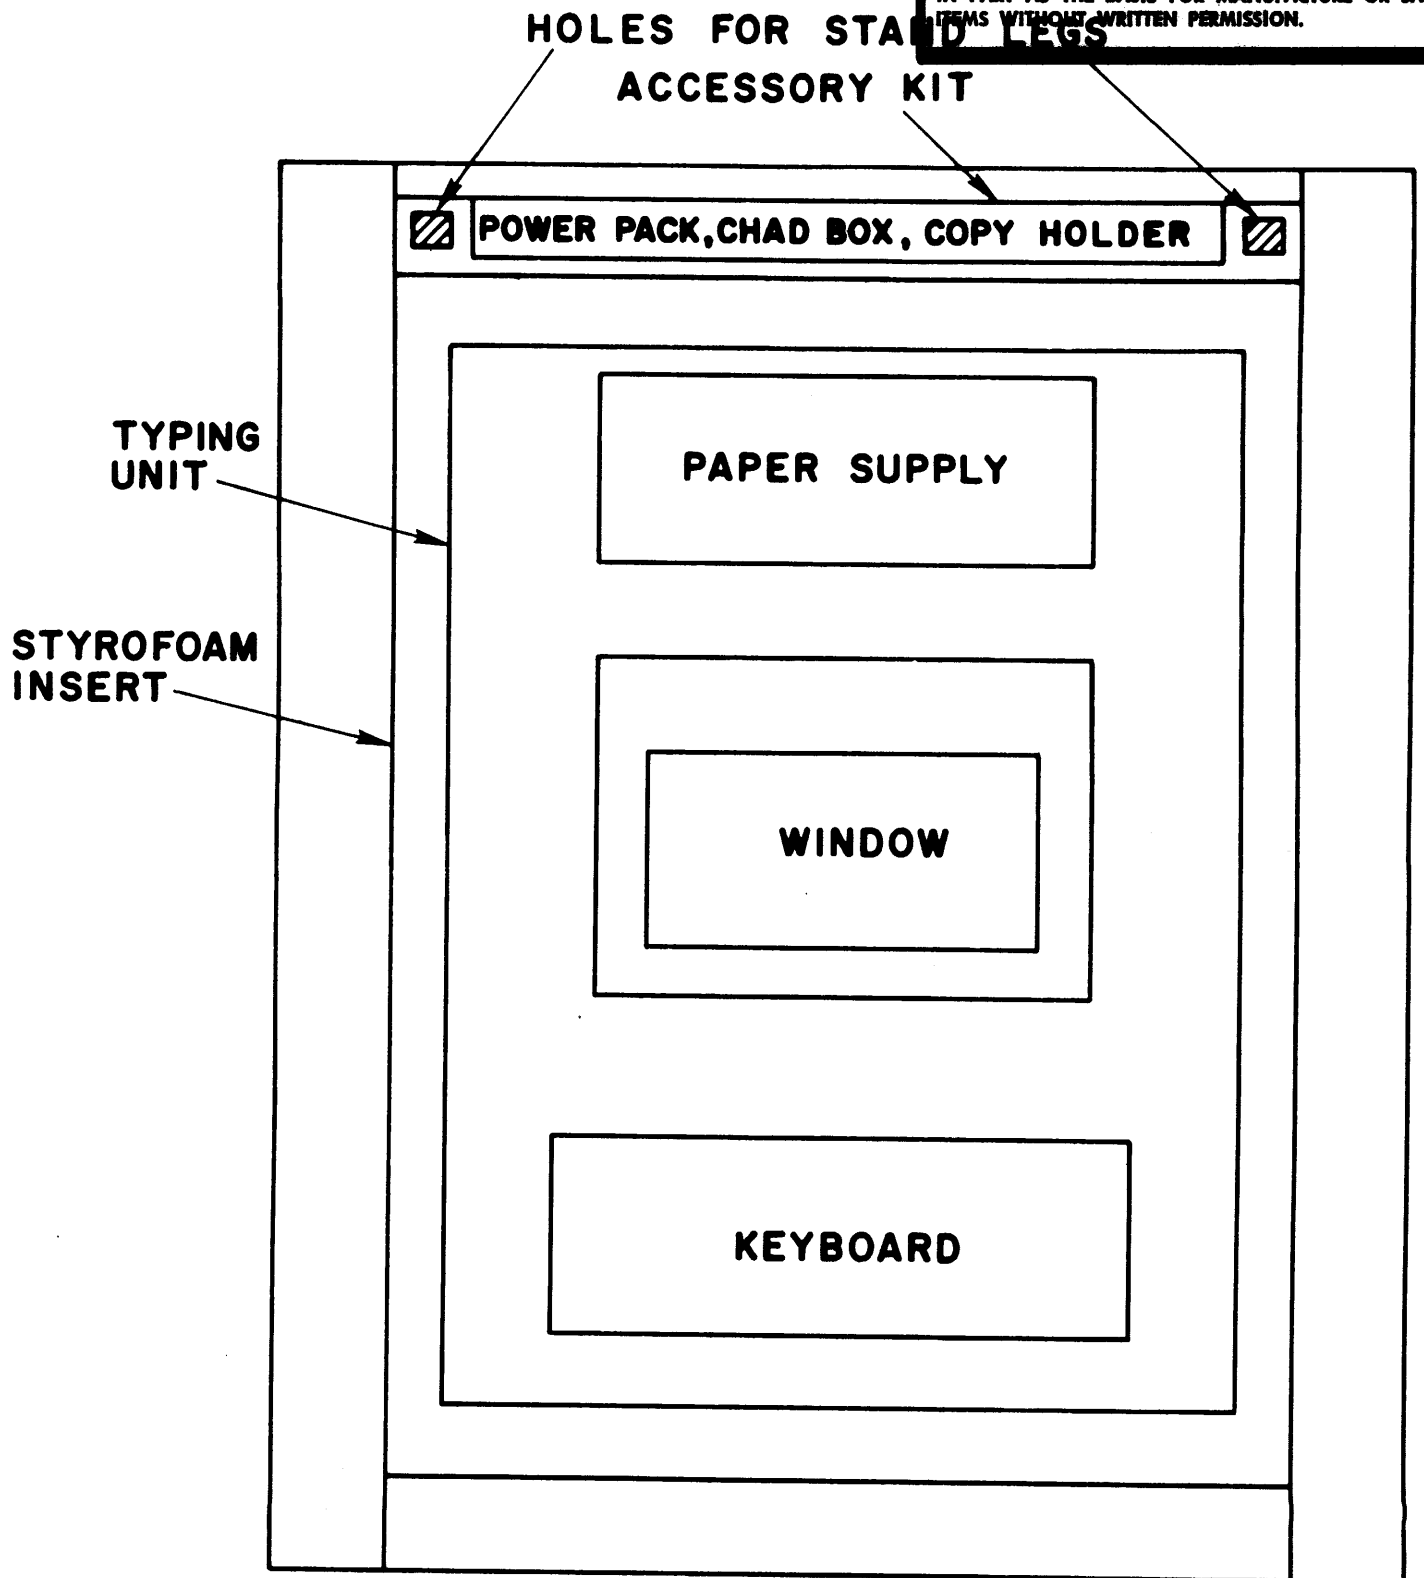 ITEMS WITHOUT WRITTEN PERMISSION.
HOLES FOR STAND LEGS
ACCESSORY KIT
POWER PACK, CHAD BOX, COPY HOLDER
TYPING
UNIT
PAPER SUPPLY
STYROFOAM
INSERT
WINDOW
KEYBOARD